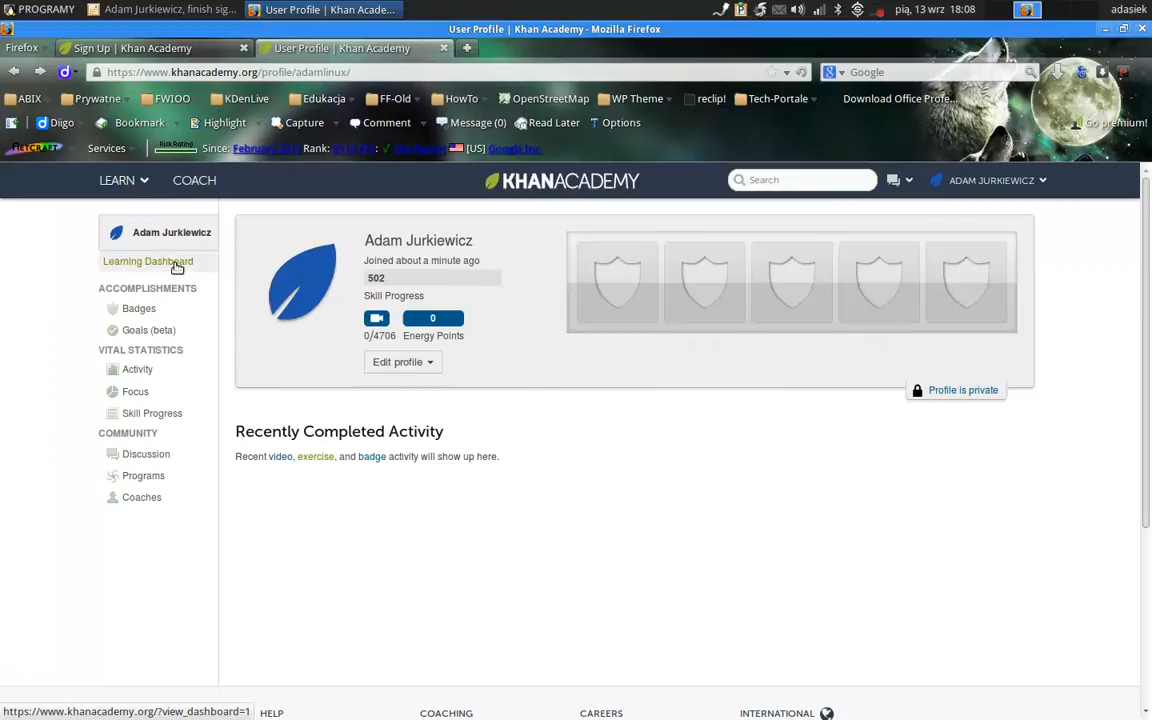 PROGRAMY Adam Jurkiewicz, finish sig... User Profile | Khan Acade... pią, 13 wrz 18:08 adasiek
User Profile | Khan Academy - Mozilla Firefox
Firefox Sign Up | Khan Academy User Profile | Khan Academy
https://www.khanacademy.org/profile/adamlinux/ Google
ABIX Prywatne FWIOO KDenLive Edukacja FF-Old HowTo OpenStreetMap WP Theme reclip! Tech-Portale Download Office Profe...
Diigo Bookmark Highlight Capture Comment Message (0) Read Later Options Go premium!
NETCRAFT Services Risk Rating Since: Rank: Site Report [US] Google Inc.
LEARN COACH KHANACADEMY Search ADAM JURKIEWICZ
Adam Jurkiewicz
Learning Dashboard
ACCOMPLISHMENTS
Badges
Goals (beta)
VITAL STATISTICS
Activity
Focus
Skill Progress
COMMUNITY
Discussion
Programs
Coaches
Adam Jurkiewicz
Joined about a minute ago
502
Skill Progress
0
0/4706 Energy Points
Edit profile
Profile is private
Recently Completed Activity
Recent video, exercise, and badge activity will show up here.
https://www.khanacademy.org/?view_dashboard=1 HELP COACHING CAREERS INTERNATIONAL